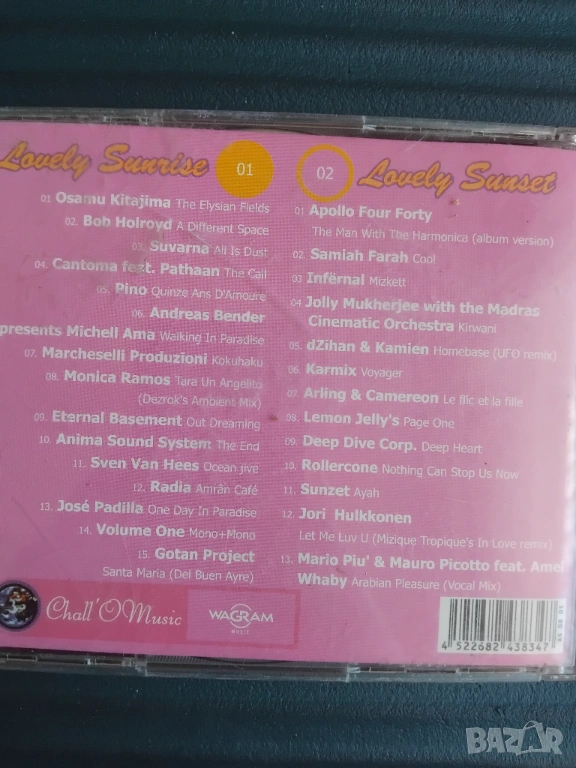 Lovely Sunrise 01
01 Osamu Kitajima The Elysian Fields
02. Bob Holroyd A Different Space
03. Suvarna All Is Dust
04. Cantoma feat. Pathaan The Call
05. Pino Quinze Ans D'Amoure
06. Andreas Bender
presents Michell Ama Walking In Paradise
07. Marcheselli Produzioni Kokuhaku
08. Monica Ramos Tara Un Angelito
(Dezrok's Ambient Mix)
09. Eternal Basement Out Dreaming
10. Anima Sound System The End
11. Sven Van Hees Ocean jive
12. Radia Amrän Café
13. José Padilla One Day In Paradise
14. Volume One Mono+Mono
15. Gotan Project
Santa Maria (Del Buen Ayre)
02 Lovely Sunset
01 Apollo Four Forty
The Man With The Harmonica (album version)
02. Samiah Farah Cool
03 Infërnal Mizkett
04 Jolly Mukherjee with the Madras
Cinematic Orchestra Kirwani
05 dZihan & Kamien Homebase (UFO remix)
06. Karmix Voyager
07 Arling & Camereon Le flic et la fille
08 Lemon Jelly's Page One
09. Deep Dive Corp. Deep Heart
10. Rollercone Nothing Can Stop Us Now
11 Sunzet Ayah
12 Jori Hulkkonen
Let Me Luv U (Mizique Tropique's In Love remix)
13. Mario Piu' & Mauro Picotto feat. Amel
Whaby Arabian Pleasure (Vocal Mix)
Chall'O Music
WAGRAM
MUSIC
4 522682 438347
BAZAR